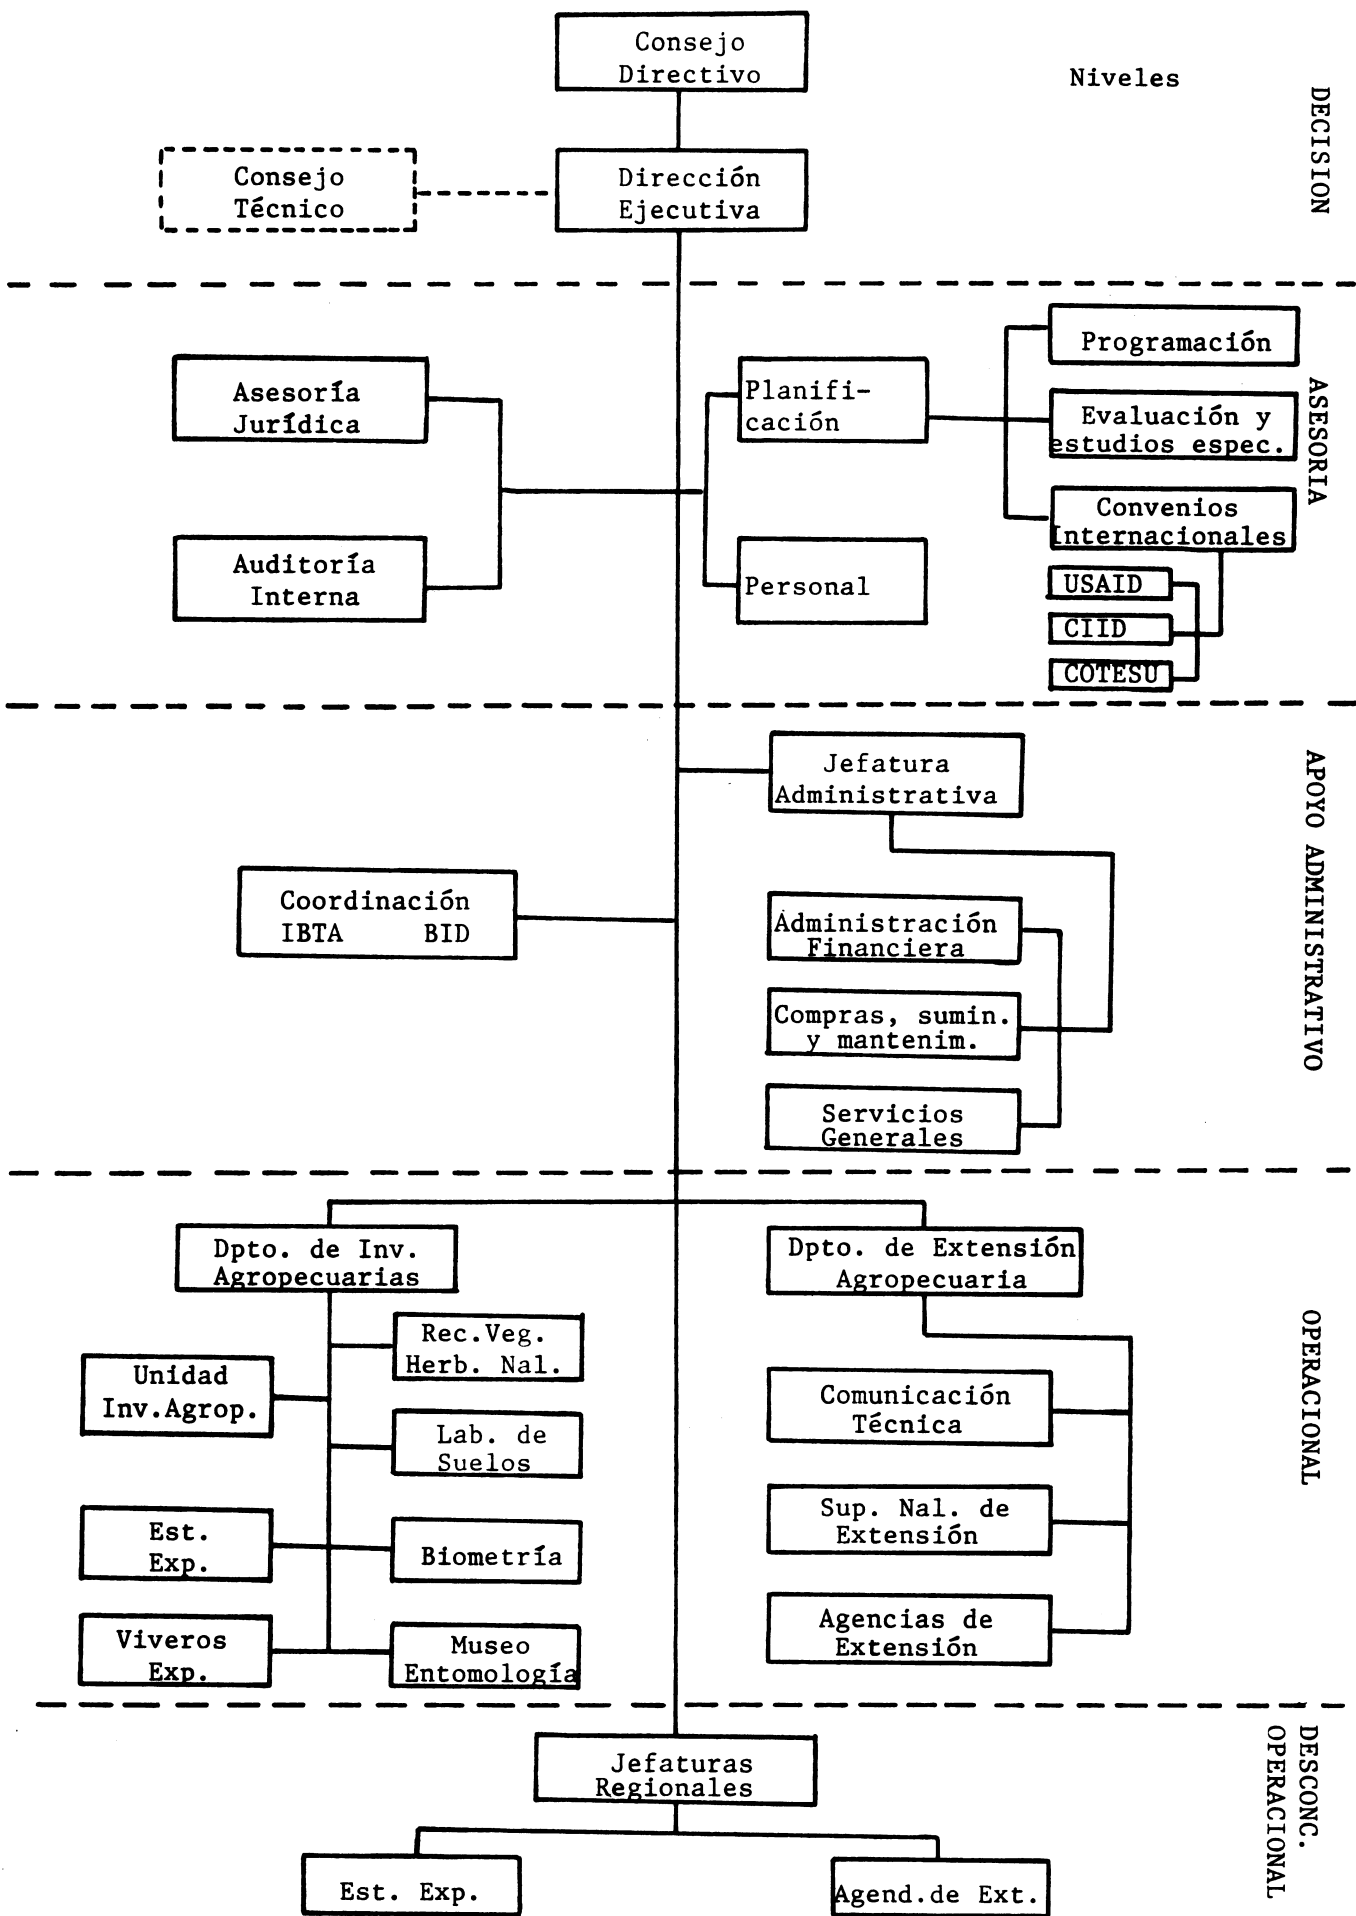 Consejo
Directivo
Niveles
DECISION
Consejo
Técnico
Dirección
Ejecutiva
Asesoría
Jurídica
Planifi-
cación
Programación
Evaluación y
estudios espec.
Convenios
Internacionales
ASESORIA
Auditoría
Interna
Personal
USAID
CIID
COTESU
Jefatura
Administrativa
APOYO ADMINISTRATIVO
Coordinación
IBTA BID
Administración
Financiera
Compras, sumin.
y mantenim.
Servicios
Generales
Dpto. de Inv.
Agropecuarias
Dpto. de Extensión
Agropecuaria
OPERACIONAL
Rec.Veg.
Herb. Nal.
Unidad
Inv.Agrop.
Lab. de
Suelos
Est.
Exp.
Biometría
Viveros
Exp.
Museo
Entomología
Comunicación
Técnica
Sup. Nal. de
Extensión
Agencias de
Extensión
DESCONC.
OPERACIONAL
Jefaturas
Regionales
Est. Exp.
Agend.de Ext.